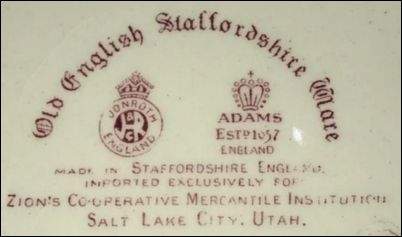 Old English Staffordshire Ware
JONROTH
ENGLAND
ADAMS
ESTD 1657
ENGLAND
MADE IN STAFFORDSHIRE ENGLAND.
IMPORTED EXCLUSIVELY FOR
ZION'S CO-OPERATIVE MERCANTILE INSTITUTION
SALT LAKE CITY, UTAH.